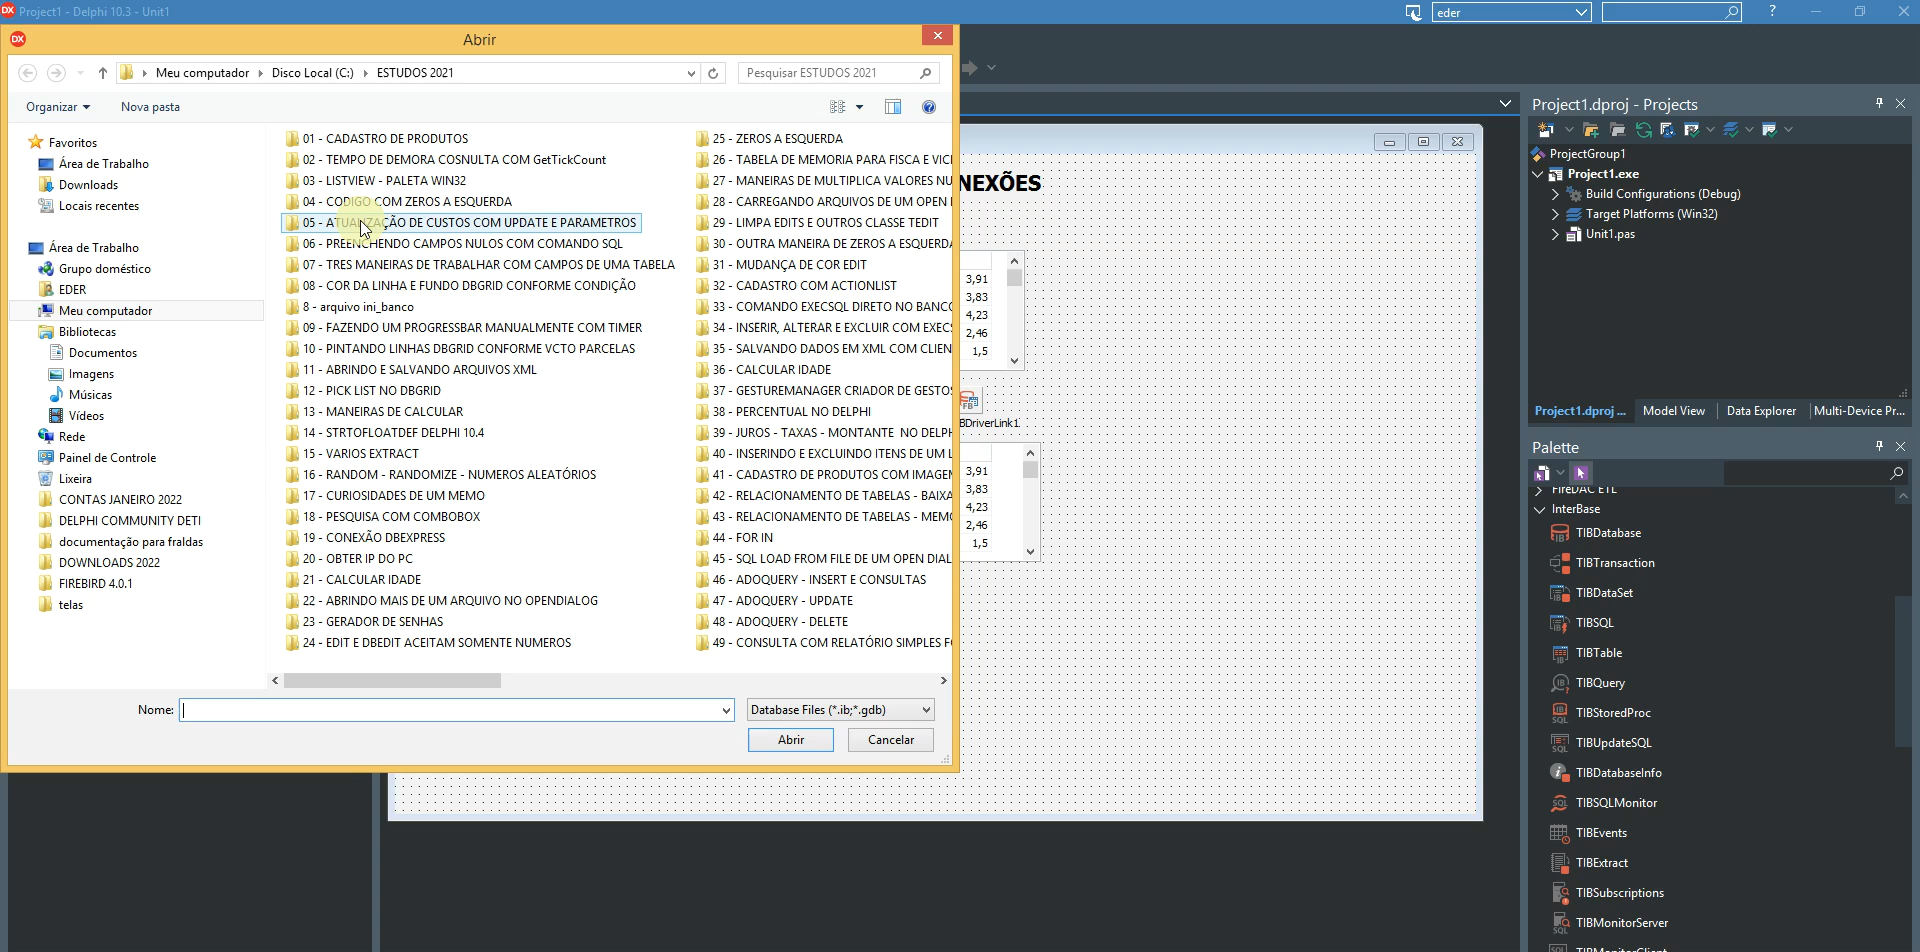 Project1 - Delphi 10.3 - Unit1
eder
?
Abrir
Meu computador
Disco Local (C:)
ESTUDOS 2021
Pesquisar ESTUDOS 2021
Organizar
Nova pasta
Favoritos
Área de Trabalho
Downloads
Locais recentes
Área de Trabalho
Grupo doméstico
EDER
Meu computador
Bibliotecas
Documentos
Imagens
Músicas
Vídeos
Rede
Painel de Controle
Lixeira
CONTAS JANEIRO 2022
DELPHI COMMUNITY DETI
documentação para fraldas
DOWNLOADS 2022
FIREBIRD 4.0.1
telas
01 - CADASTRO DE PRODUTOS
02 - TEMPO DE DEMORA COSNULTA COM GetTickCount
03 - LISTVIEW - PALETA WIN32
04 - CODIGO COM ZEROS A ESQUERDA
05 - ATUALIZAÇÃO DE CUSTOS COM UPDATE E PARAMETROS
06 - PREENCHENDO CAMPOS NULOS COM COMANDO SQL
07 - TRES MANEIRAS DE TRABALHAR COM CAMPOS DE UMA TABELA
08 - COR DA LINHA E FUNDO DBGRID CONFORME CONDIÇÃO
8 - arquivo ini_banco
09 - FAZENDO UM PROGRESSBAR MANUALMENTE COM TIMER
10 - PINTANDO LINHAS DBGRID CONFORME VCTO PARCELAS
11 - ABRINDO E SALVANDO ARQUIVOS XML
12 - PICK LIST NO DBGRID
13 - MANEIRAS DE CALCULAR
14 - STRTOFLOATDEF DELPHI 10.4
15 - VARIOS EXTRACT
16 - RANDOM - RANDOMIZE - NUMEROS ALEATÓRIOS
17 - CURIOSIDADES DE UM MEMO
18 - PESQUISA COM COMBOBOX
19 - CONEXÃO DBEXPRESS
20 - OBTER IP DO PC
21 - CALCULAR IDADE
22 - ABRINDO MAIS DE UM ARQUIVO NO OPENDIALOG
23 - GERADOR DE SENHAS
24 - EDIT E DBEDIT ACEITAM SOMENTE NUMEROS
25 - ZEROS A ESQUERDA
26 - TABELA DE MEMORIA PARA FISCA E VICI
27 - MANEIRAS DE MULTIPLICA VALORES NU
28 - CARREGANDO ARQUIVOS DE UM OPEN
29 - LIMPA EDITS E OUTROS CLASSE TEDIT
30 - OUTRA MANEIRA DE ZEROS A ESQUERDA
31 - MUDANÇA DE COR EDIT
32 - CADASTRO COM ACTIONLIST
33 - COMANDO EXECSQL DIRETO NO BANCO
34 - INSERIR, ALTERAR E EXCLUIR COM EXECS
35 - SALVANDO DADOS EM XML COM CLIEN
36 - CALCULAR IDADE
37 - GESTUREMANAGER CRIADOR DE GESTOS
38 - PERCENTUAL NO DELPHI
39 - JUROS - TAXAS - MONTANTE NO DELPH
40 - INSERINDO E EXCLUINDO ITENS DE UM L
41 - CADASTRO DE PRODUTOS COM IMAGEM
42 - RELACIONAMENTO DE TABELAS - BAIXA
43 - RELACIONAMENTO DE TABELAS - MEMO
44 - FOR IN
45 - SQL LOAD FROM FILE DE UM OPEN DIAL
46 - ADOQUERY - INSERT E CONSULTAS
47 - ADOQUERY - UPDATE
48 - ADOQUERY - DELETE
49 - CONSULTA COM RELATÓRIO SIMPLES F
Nome:
Database Files (*.ib;*.gdb)
Abrir
Cancelar
NEXÕES
3,91
3,83
4,23
2,46
1,5
FB
BDriverLink1
3,91
3,83
4,23
2,46
1,5
Project1.dproj - Projects
ProjectGroup1
Project1.exe
Build Configurations (Debug)
Target Platforms (Win32)
Unit1.pas
Project1.dproj ...
Model View
Data Explorer
Multi-Device Pr...
Palette
FireDAC ETL
InterBase
TIBDatabase
TIBTransaction
TIBDataSet
TIBSQL
TIBTable
TIBQuery
TIBStoredProc
TIBUpdateSQL
TIBDatabaseInfo
TIBSQLMonitor
TIBEvents
TIBExtract
TIBSubscriptions
TIBMonitorServer
TIBMonitorClient